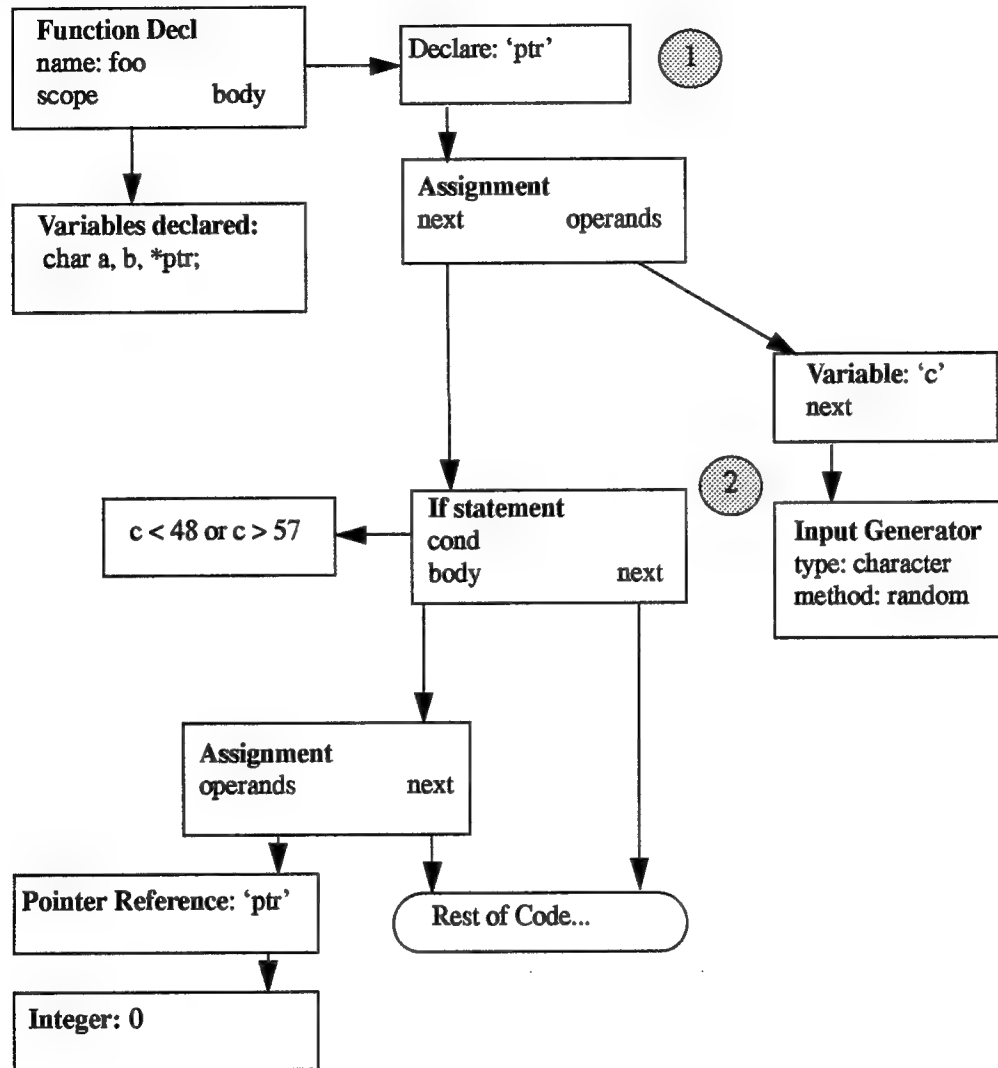 Function Decl
name: foo
scope body
Declare: ‘ptr’
1
Assignment
next operands
Variables declared:
char a, b, *ptr;
Variable: ‘c’
next
2
If statement
cond
body next
c < 48 or c > 57
Input Generator
type: character
method: random
Assignment
operands next
Pointer Reference: ‘ptr’
Rest of Code...
Integer: 0